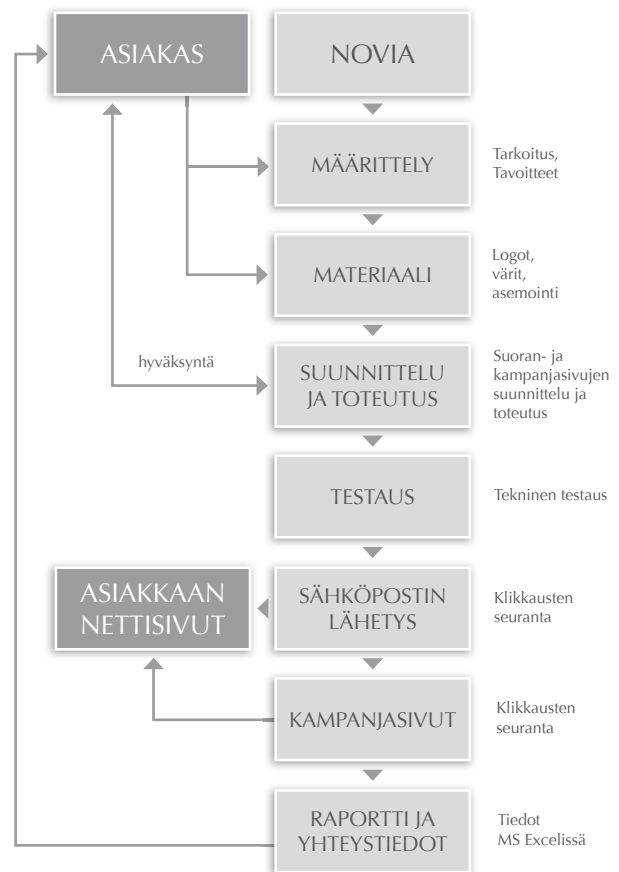 ASIAKAS
NOVIA
MÄÄRITTELY
Tarkoitus,
Tavoitteet
MATERIAALI
Logot,
värit,
asemointi
hyväksyntä
SUUNNITTELU
JA TOTEUTUS
Suoran- ja
kampanjasivujen
suunnittelu ja
toteutus
TESTAUS
Tekninen testaus
ASIAKKAAN
NETTISIVUT
SÄHKÖPOSTIN
LÄHETYS
Klikkausten
seuranta
KAMPANJASIVUT
Klikkausten
seuranta
RAPORTTI JA
YHTEYSTIEDOT
Tiedot
MS Excelissä